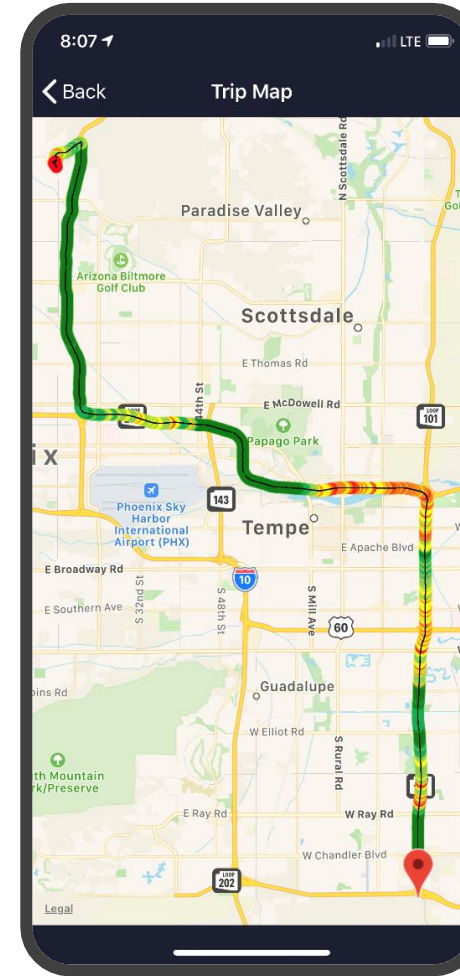 8:07
LTE
Back
Trip Map
N Scottsdale Rd
Paradise Valley
Arizona Biltmore
Golf Club
Scottsdale
E Thomas Rd
44th St
E McDowell Rd
LOOP
101
Papago Park
ix
143
Phoenix Sky
Harbor
International
Airport (PHX)
Tempe
E Apache Blvd
E Broadway Rd
10
S 32nd St
S 48th St
S Mill Ave
E Southern Ave
60
Guadalupe
W Elliot Rd
S Rural Rd
E Ray Rd
W Ray Rd
W Chandler Blvd
LOOP
202
Legal